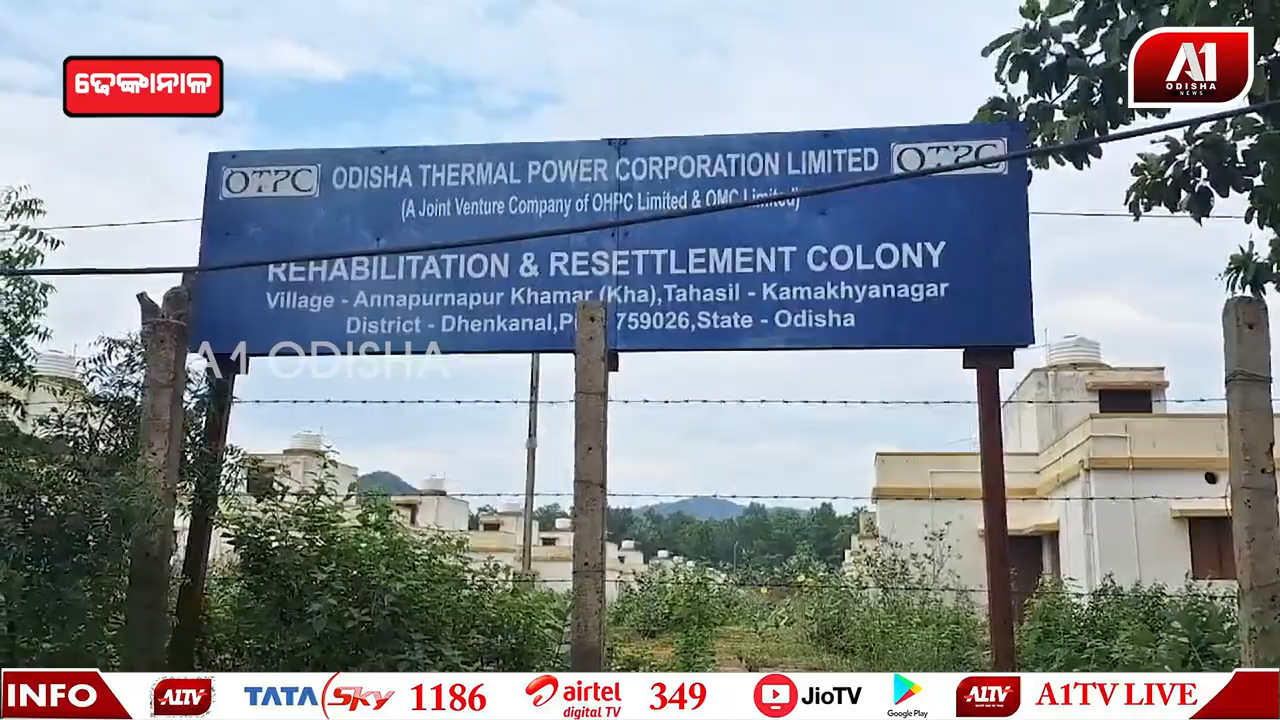 ଢେଙ୍କାନାଳ
A1
ODISHA
NEWS
OTPC ODISHA THERMAL POWER CORPORATION LIMITED OTPC
(A Joint Venture Company of OHPC Limited & OMC Limited)
REHABILITATION & RESETTLEMENT COLONY
Village - Annapurnapur Khamar (Kha),Tahasil - Kamakhyanagar
District - Dhenkanal, 759026,State - Odisha
A1 ODISHA
INFO A1TV TATA Sky 1186 airtel digital TV 349 JioTV Google Play A1TV A1TV LIVE